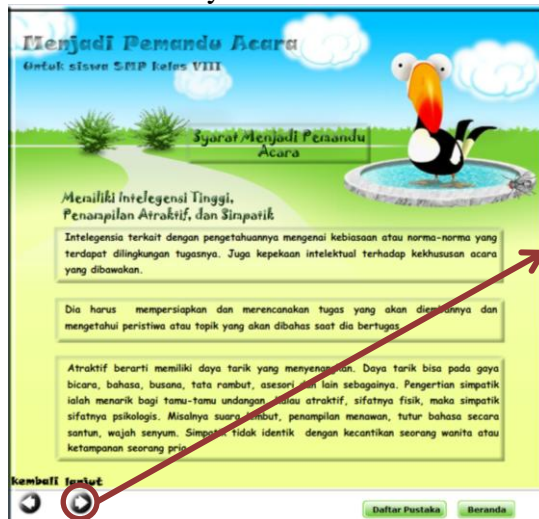 Menjadi Pemandu Acara
Untuk siswa SMP kelas VIII
Syarat Menjadi Pemandu
Acara
Memiliki Intelegensi Tinggi,
Penampilan Atraktif, dan Simpatik
Intelegensia terkait dengan pengetahuannya mengenai kebiasaan atau norma-norma yang
terdapat dilingkungan tugasnya. Juga kepekaan intelektual terhadap kekhususan acara
yang dibawakan.
Dia harus mempersiapkan dan merencanakan tugas yang akan diembannya dan
mengetahui peristiwa atau topik yang akan dibahas saat dia bertugas
Atraktif berarti memiliki daya tarik yang menyenangkan. Daya tarik bisa pada gaya
bicara, bahasa, busana, tata rambut, asesori dan lain sebagainya. Pengertian simpatik
ialah menarik bagi tamu-tamu undangan. Kalau atraktif, sifatnya fisik, maka simpatik
sifatnya psikologis. Misalnya suara lembut, penampilan menawan, tutur bahasa secara
santun, wajah senyum. Simpatik tidak identik dengan kecantikan seorang wanita atau
ketampanan seorang pria
kembali lanjut
Daftar Pustaka Beranda